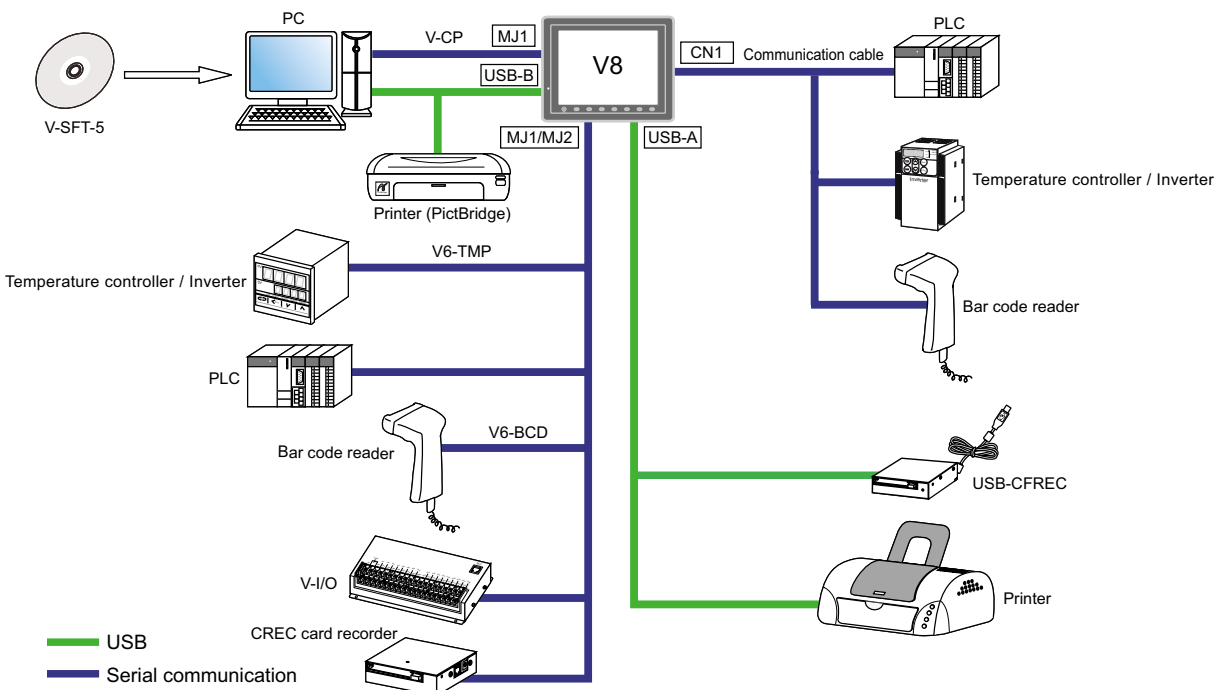 PC
V-CP
MJ1
V8
CN1
Communication cable
PLC
USB-B
V-SFT-5
MJ1/MJ2
USB-A
Inverter
Temperature controller / Inverter
Printer (PictBridge)
V6-TMP
Temperature controller / Inverter
Bar code reader
PLC
V6-BCD
Bar code reader
USB-CFREC
V-I/O
Printer
CREC card recorder
USB
Serial communication